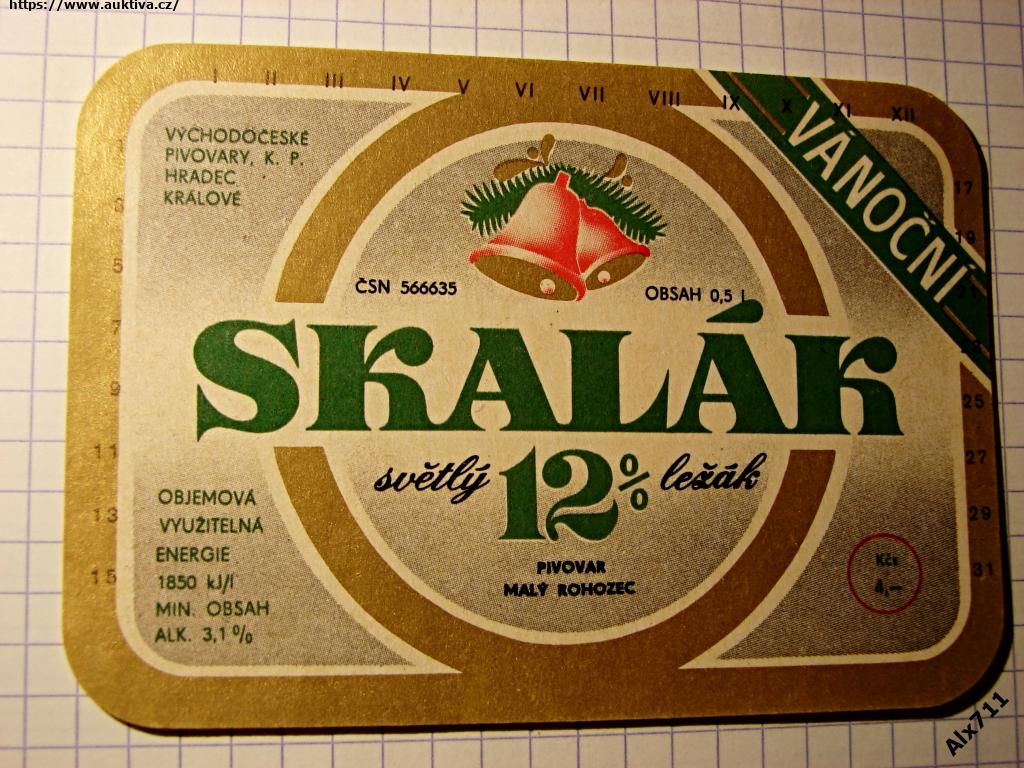 https://www.auktiva.cz/
I II III IV V VI VII VIII IX X XI XII
VÁNOČNÍ
VÝCHODOČESKÉ
PIVOVARY, K. P.
HRADEC
KRÁLOVÉ
ČSN 566635
OBSAH 0,5 l
SKALÁK
světlý 12% ležák
PIVOVAR
MALÝ ROHOZEC
OBJEMOVÁ
VYUŽITELNÁ
ENERGIE
1850 kJ/l
MIN. OBSAH
ALK. 3,1%
Kčs
4,—
3
5
7
9
11
13
15
17
19
21
25
27
29
31
Alx711